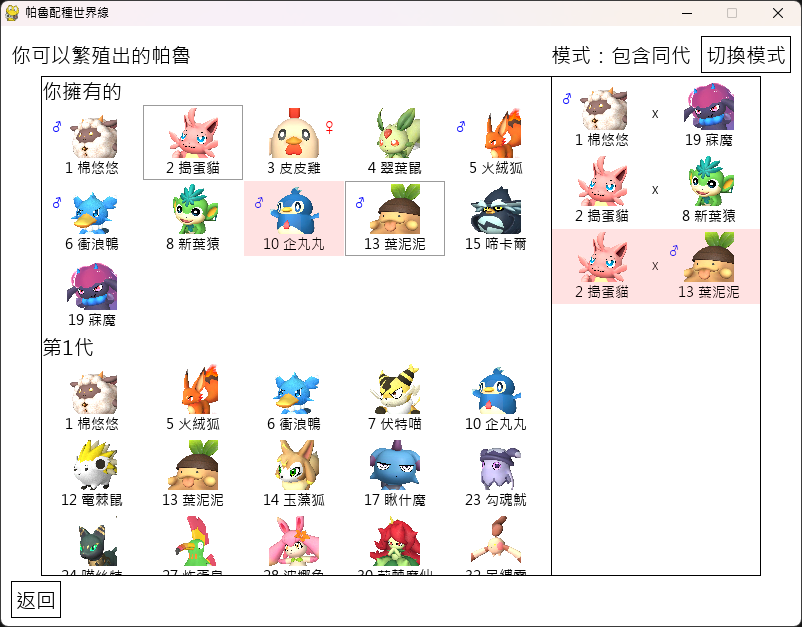 帕魯配種世界線
你可以繁殖出的帕魯
模式：包含同代 切換模式
你擁有的
♂ ♀ ♂
1 棉悠悠 2 搗蛋貓 3 皮皮雞 4 翠葉鼠 5 火絨狐
♂ ♂ ♂
6 衝浪鴨 8 新葉猿 10 企丸丸 13 葉泥泥 15 啼卡爾
19 寐魔
第1代
1 棉悠悠 5 火絨狐 6 衝浪鴨 7 伏特喵 10 企丸丸
12 電棘鼠 13 葉泥泥 14 玉藻狐 17 瞅什魔 23 勾魂魷
♂ x
1 棉悠悠 19 寐魔
x
2 搗蛋貓 8 新葉猿
x ♂
2 搗蛋貓 13 葉泥泥
返回